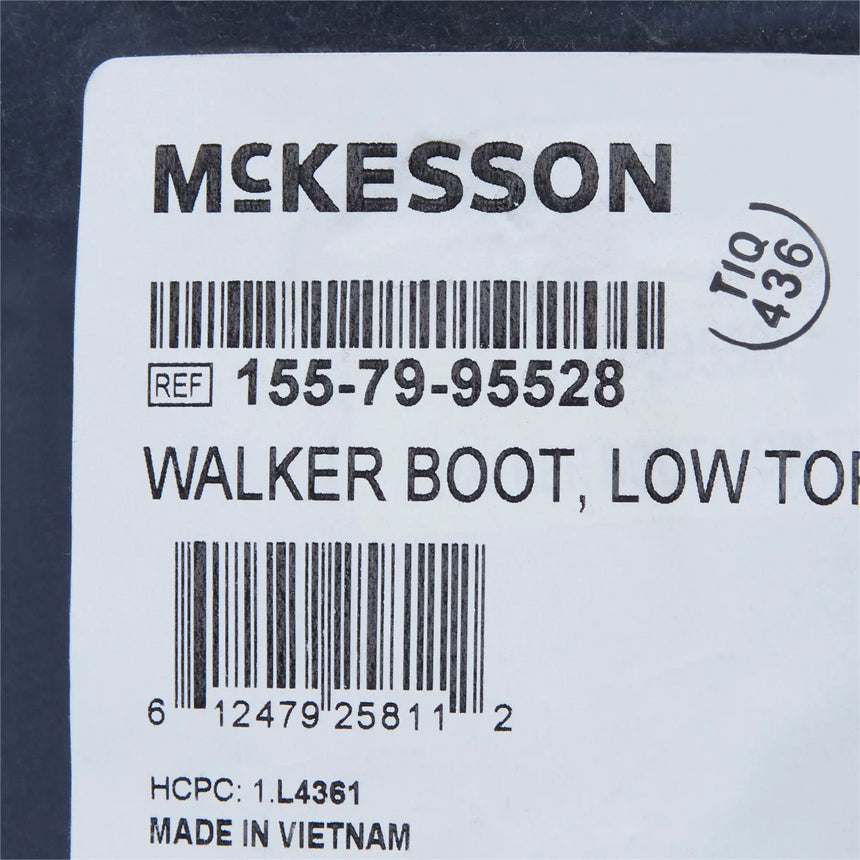 McKESSON
TIQ
436
REF 155-79-95528
WALKER BOOT, LOW TOP
6 12479 25811 2
HCPC: 1.L4361
MADE IN VIETNAM